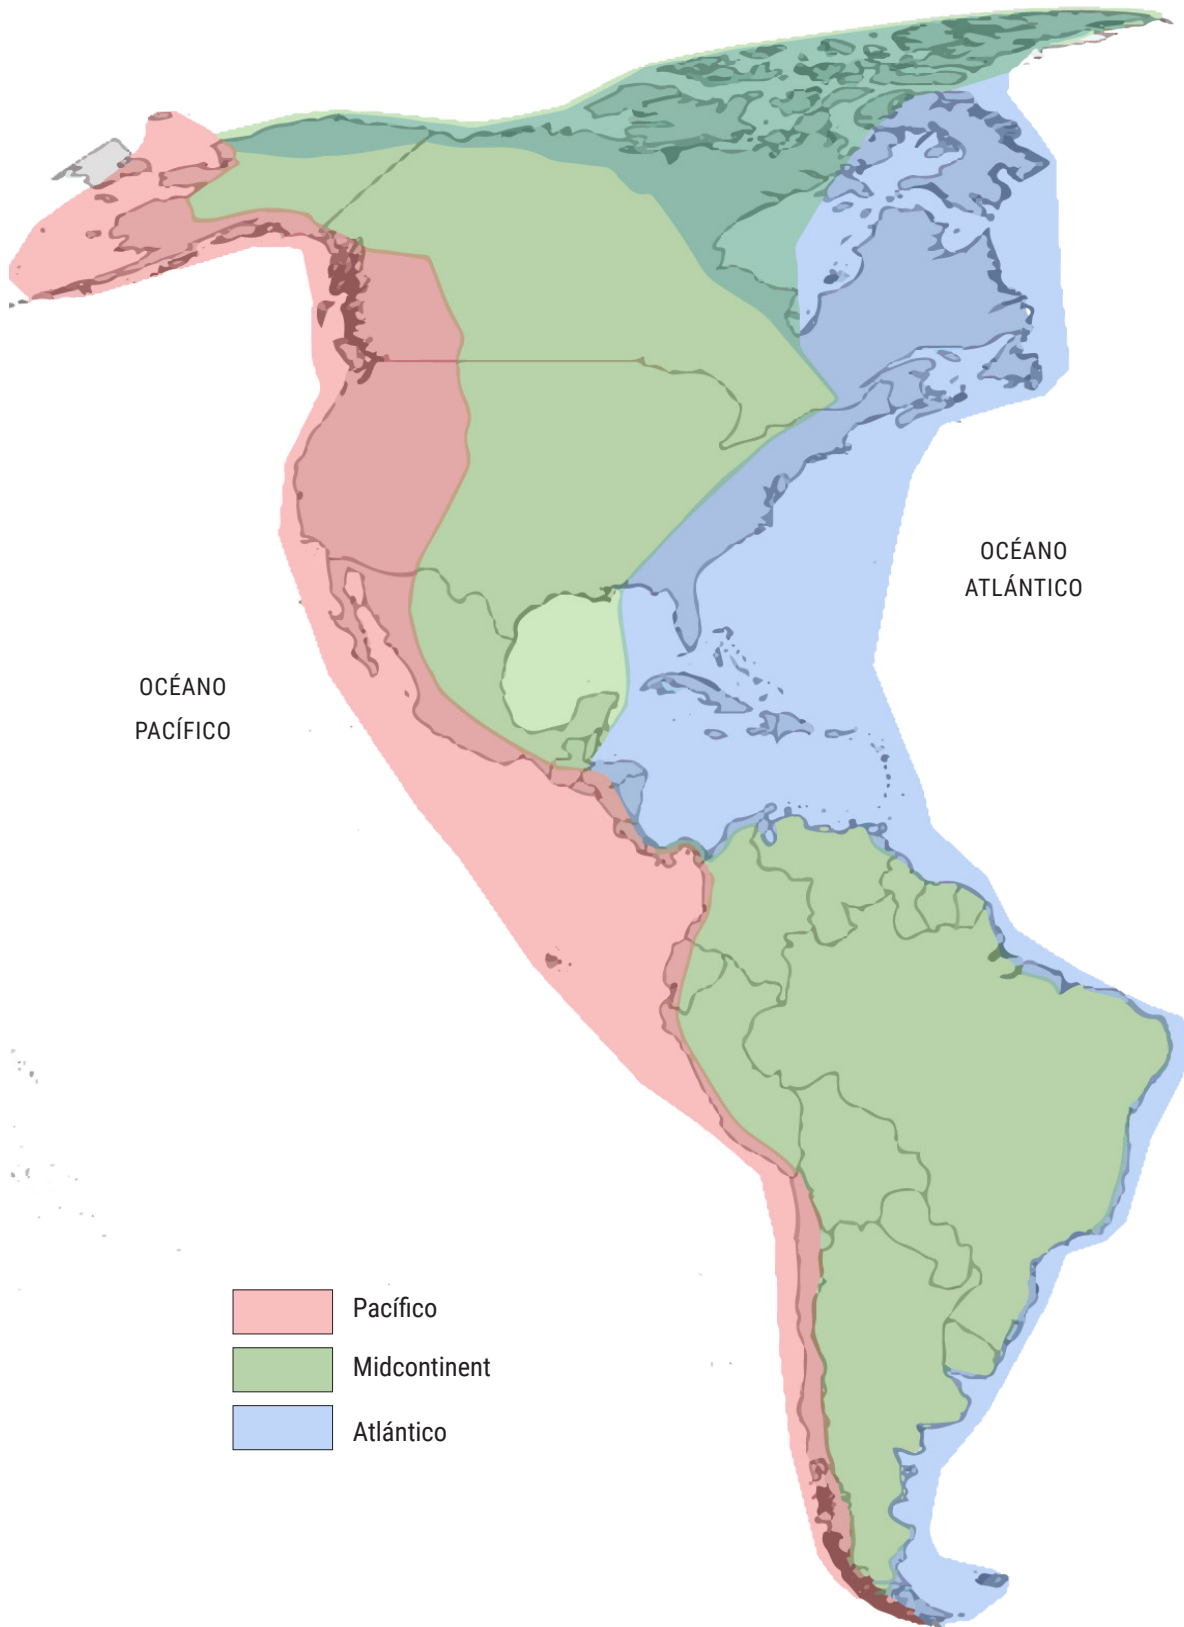 OCÉANO
ATLÁNTICO
OCÉANO
PACÍFICO
Pacífico
Midcontinent
Atlántico